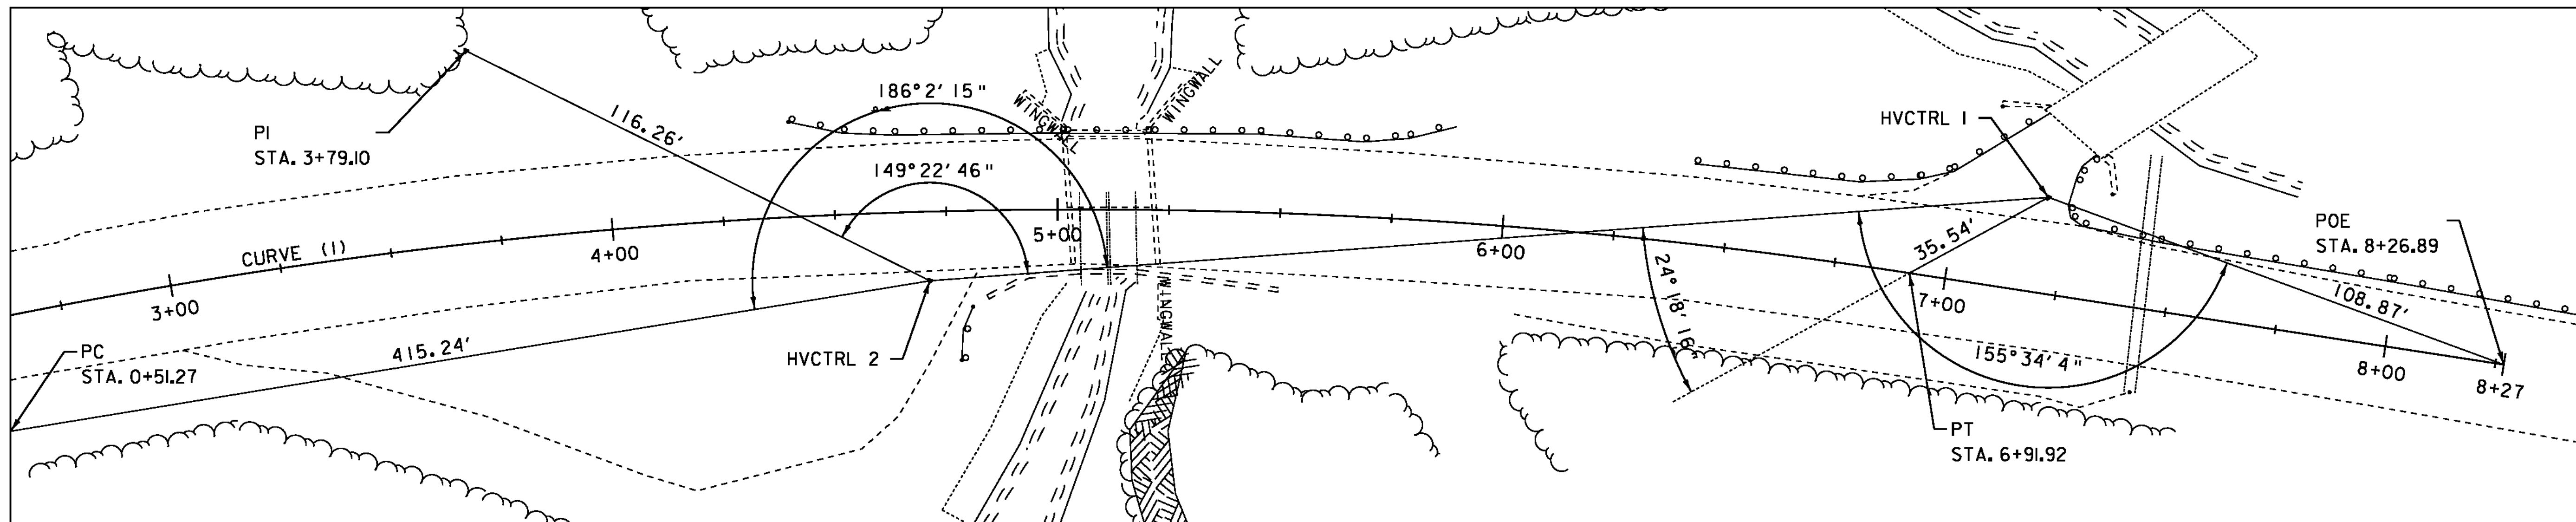 186°2' 15"
WINGWALL
WINGWALL
116.26'
HVCTRL 1
PI
STA. 3+79.10
149°22' 46"
POE
STA. 8+26.89
CURVE (1)
4+00
5+00
6+00
35.54'
24° 18' 16"
3+00
7+00
108.87'
WINGWALL
415.24'
HVCTRL 2
155°34' 4"
PC
STA. 0+51.27
8+00
8+27
PT
STA. 6+91.92